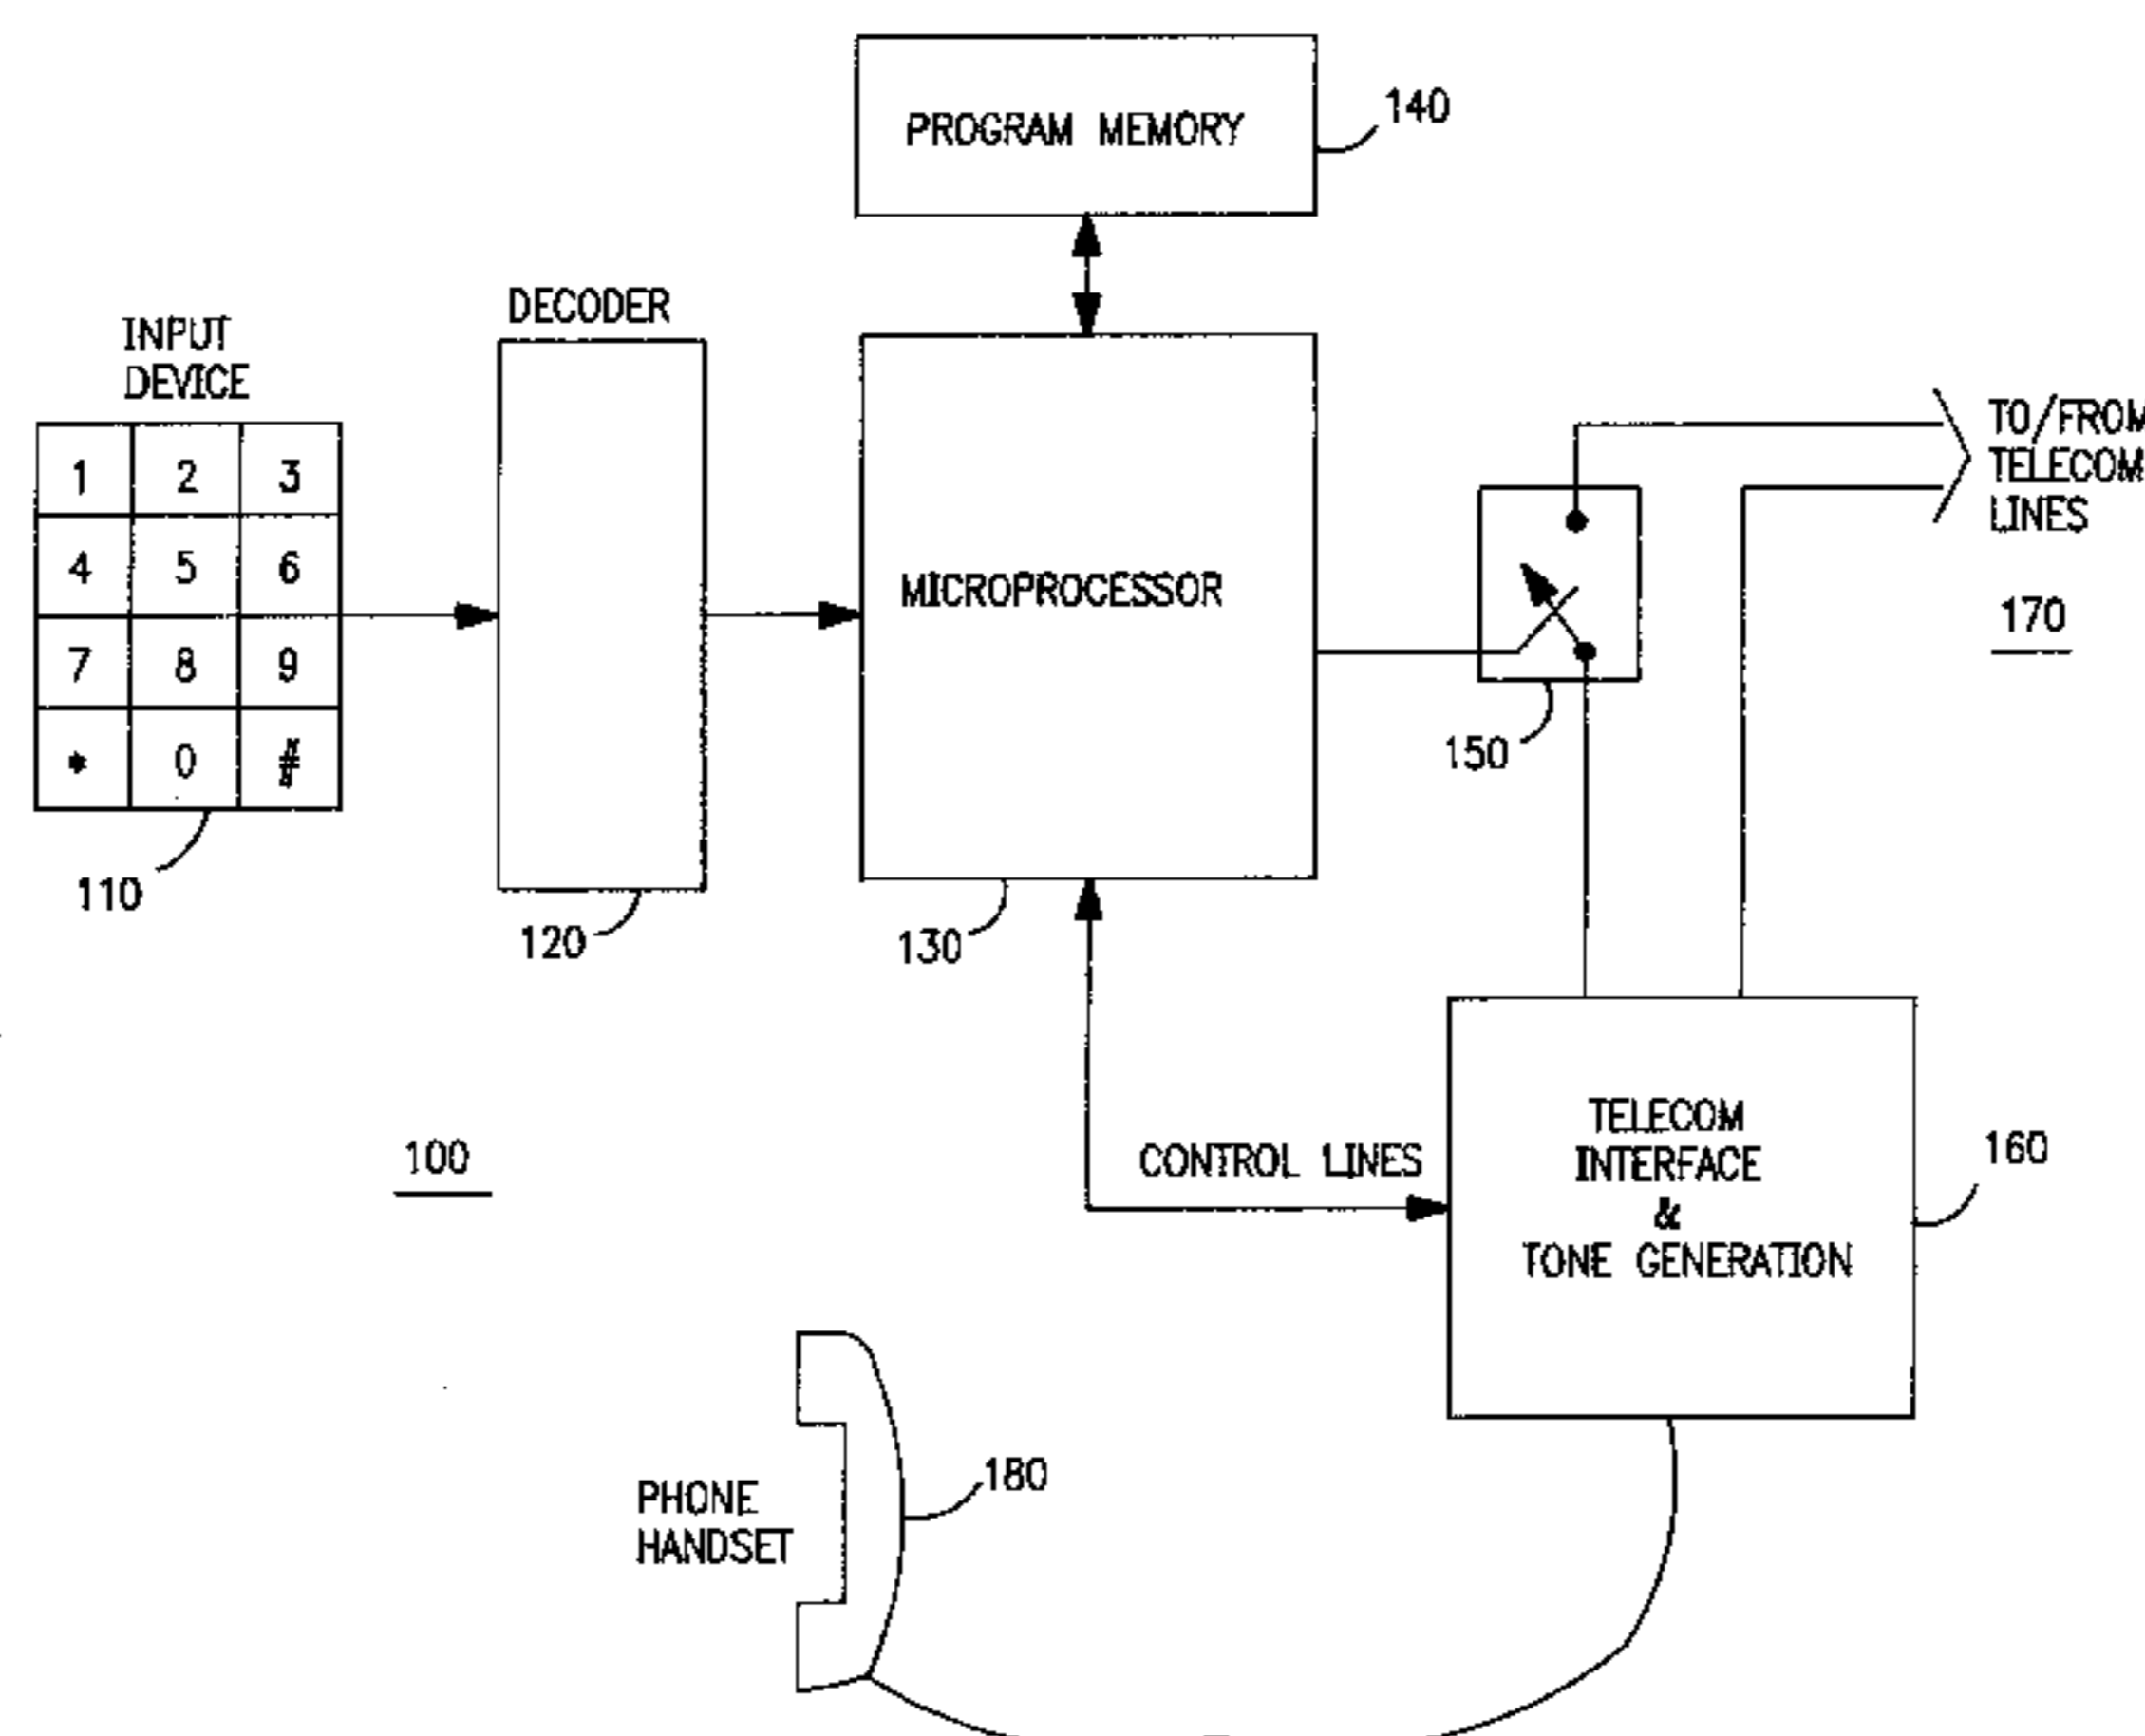 PROGRAM MEMORY
140
DECODER
INPUT
DEVICE
1 2 3
4 5 6
7 8 9
* 0 #
110
120
MICROPROCESSOR
130
150
TO/FROM
TELECOM
LINES
170
100
CONTROL LINES
TELECOM
INTERFACE
&
TONE GENERATION
160
PHONE
HANDSET
180